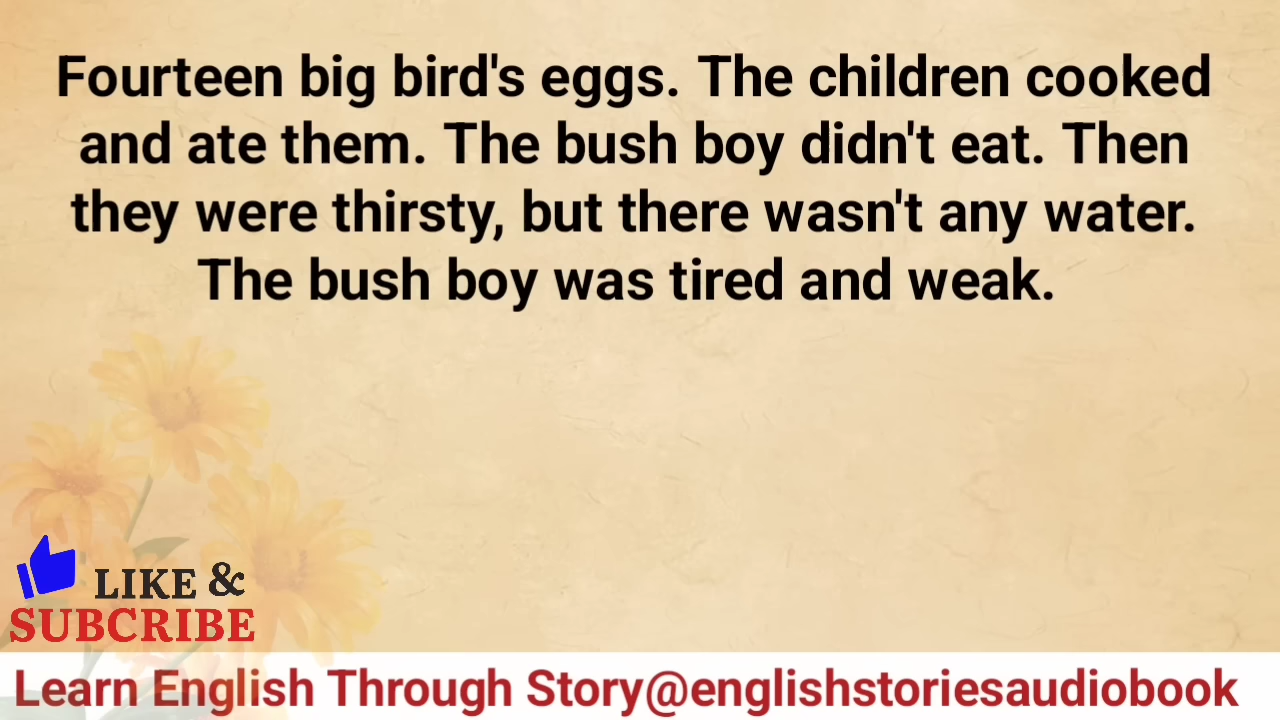 Fourteen big bird's eggs. The children cooked
and ate them. The bush boy didn't eat. Then
they were thirsty, but there wasn't any water.
The bush boy was tired and weak.
LIKE &
SUBCRIBE
Learn English Through Story@englishstoriesaudiobook